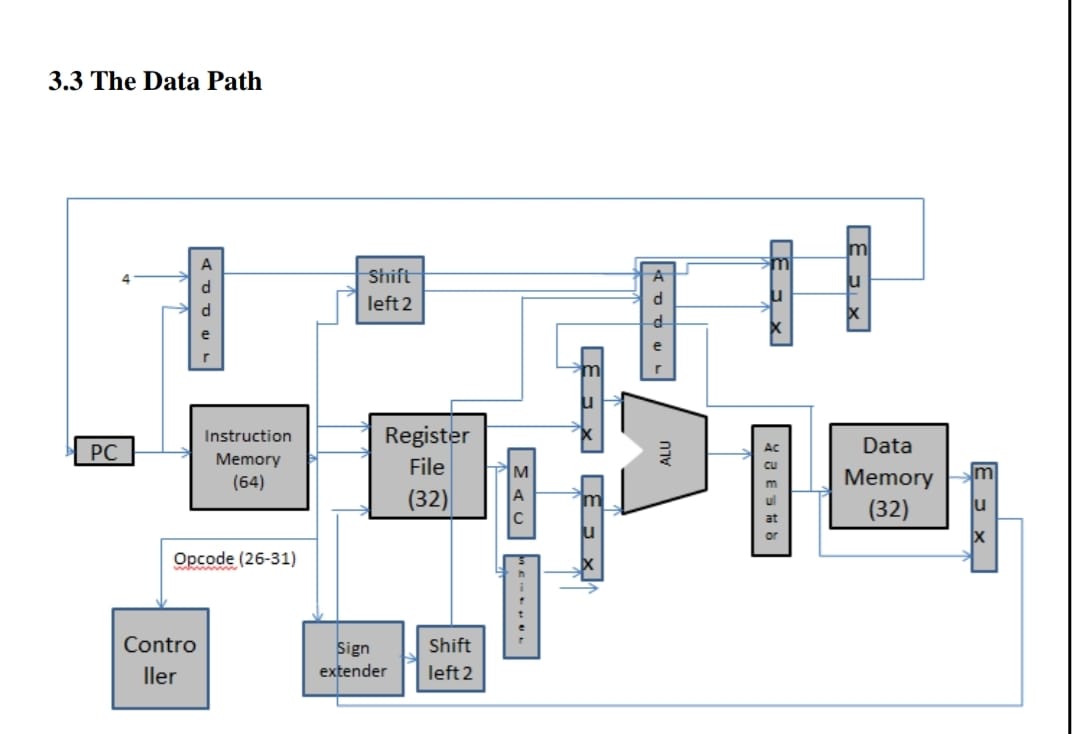 3.3 The Data Path
4
A
d
d
e
r
Shift
left 2
A
d
d
e
r
m
u
x
m
u
x
PC
Instruction
Memory
(64)
Register
File
(32)
M
A
C
m
u
x
m
u
x
ALU
Ac
cu
m
ul
at
or
Data
Memory
(32)
m
u
x
Opcode (26-31)
s
h
i
f
t
e
r
Contro
ller
Sign
extender
Shift
left 2